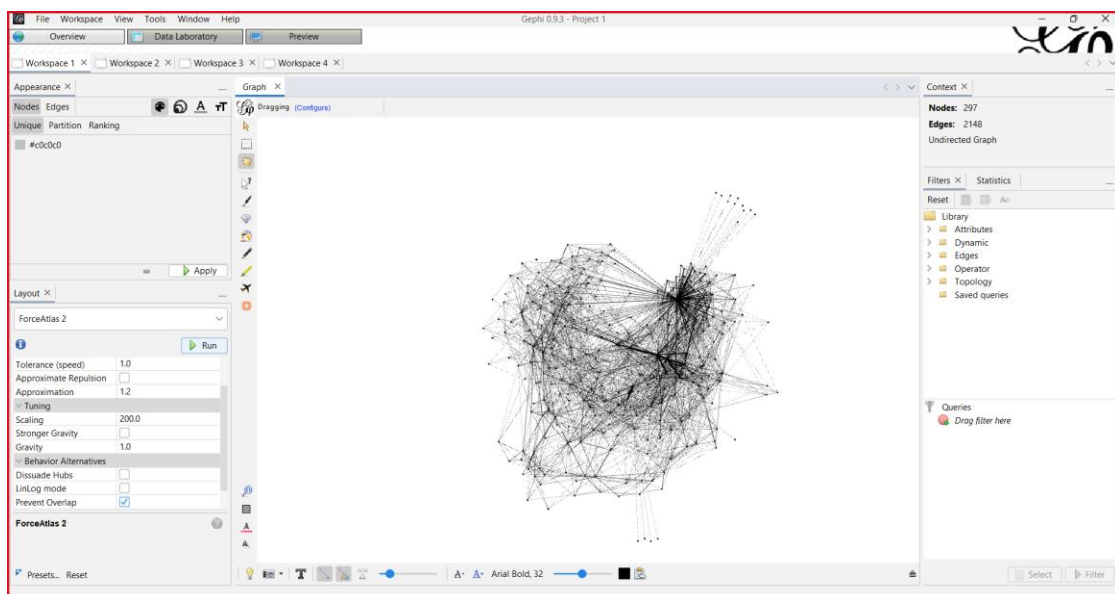 File Workspace View Tools Window Help
Gephi 0.9.3 - Project 1
Overview Data Laboratory Preview
Workspace 1 Workspace 2 Workspace 3 Workspace 4
Appearance
Nodes Edges
Unique Partition Ranking
#c0c0c0
Apply
Layout
ForceAtlas 2
Run
Tolerance (speed) 1.0
Approximate Repulsion
Approximation 1.2
Tuning
Scaling 200.0
Stronger Gravity
Gravity 1.0
Behavior Alternatives
Dissuade Hubs
LinLog mode
Prevent Overlap
ForceAtlas 2
Presets... Reset
Graph
Dragging (Configure)
Arial Bold, 32
Context
Nodes: 297
Edges: 2148
Undirected Graph
Filters Statistics
Reset
Library
Attributes
Dynamic
Edges
Operator
Topology
Saved queries
Queries
Drag filter here
Select Filter